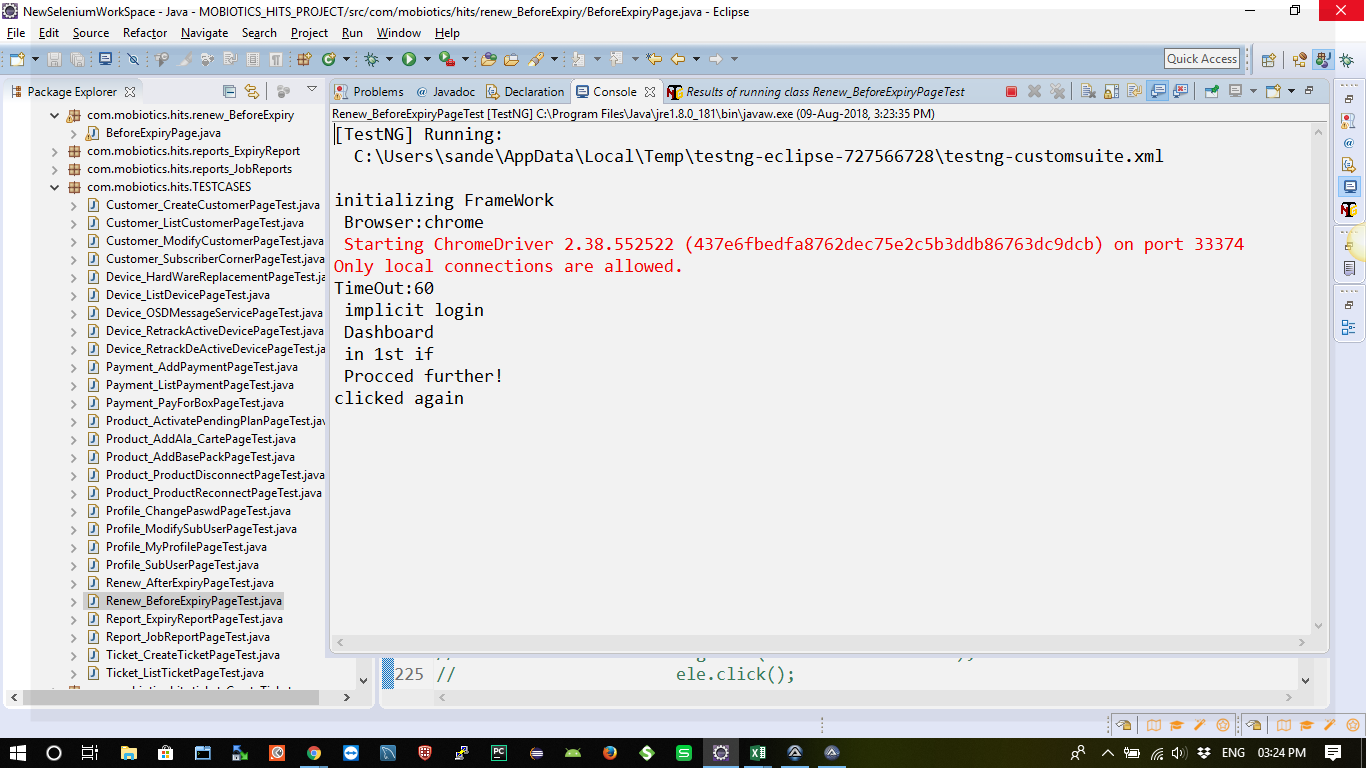 NewSeleniumWorkSpace - Java - MOBIOTICS_HITS_PROJECT/src/com/mobiotics/hits/renew_BeforeExpiry/BeforeExpiryPage.java - Eclipse
File Edit Source Refactor Navigate Search Project Run Window Help
Quick Access
Package Explorer
Problems @ Javadoc Declaration Console Results of running class Renew_BeforeExpiryPageTest
Renew_BeforeExpiryPageTest [TestNG] C:\Program Files\Java\jre1.8.0_181\bin\javaw.exe (09-Aug-2018, 3:23:35 PM)
com.mobiotics.hits.renew_BeforeExpiry
BeforeExpiryPage.java
com.mobiotics.hits.reports_ExpiryReport
com.mobiotics.hits.reports_JobReports
com.mobiotics.hits.TESTCASES
Customer_CreateCustomerPageTest.java
Customer_ListCustomerPageTest.java
Customer_ModifyCustomerPageTest.java
Customer_SubscriberCornerPageTest.java
Device_HardWareReplacementPageTest.ja
Device_ListDevicePageTest.java
Device_OSDMessageServicePageTest.java
Device_RetrackActiveDevicePageTest.java
Device_RetrackDeActiveDevicePageTest.ja
Payment_AddPaymentPageTest.java
Payment_ListPaymentPageTest.java
Payment_PayForBoxPageTest.java
Product_ActivatePendingPlanPageTest.jav
Product_AddAla_CartePageTest.java
Product_AddBasePackPageTest.java
Product_ProductDisconnectPageTest.java
Product_ProductReconnectPageTest.java
Profile_ChangePaswdPageTest.java
Profile_ModifySubUserPageTest.java
Profile_MyProfilePageTest.java
Profile_SubUserPageTest.java
Renew_AfterExpiryPageTest.java
Renew_BeforeExpiryPageTest.java
Report_ExpiryReportPageTest.java
Report_JobReportPageTest.java
Ticket_CreateTicketPageTest.java
Ticket_ListTicketPageTest.java
[TestNG] Running:
C:\Users\sande\AppData\Local\Temp\testng-eclipse-727566728\testng-customsuite.xml
initializing FrameWork
Browser:chrome
Starting ChromeDriver 2.38.552522 (437e6fbedfa8762dec75e2c5b3ddb86763dc9dcb) on port 33374
Only local connections are allowed.
TimeOut:60
implicit login
Dashboard
in 1st if
Procced further!
clicked again
225 // ele.click();
ENG 03:24 PM